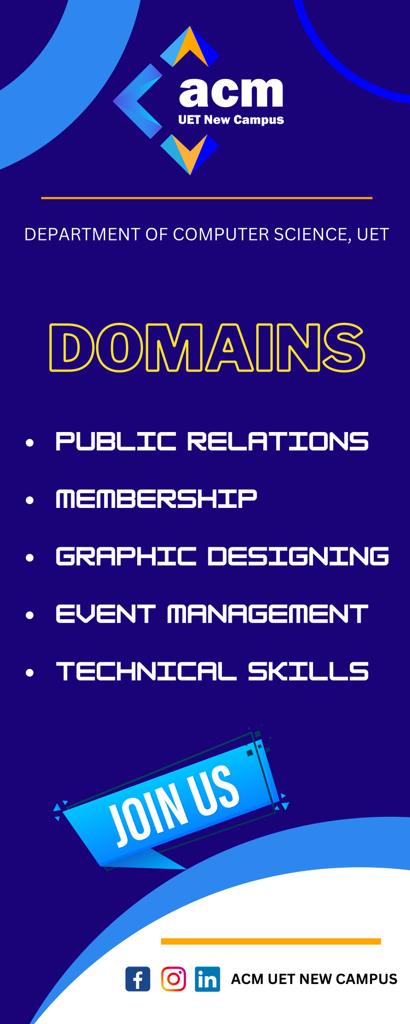 acm
UET New Campus
DEPARTMENT OF COMPUTER SCIENCE, UET
DOMAINS
• PUBLIC RELATIONS
• MEMBERSHIP
• GRAPHIC DESIGNING
• EVENT MANAGEMENT
• TECHNICAL SKILLS
JOIN US
ACM UET NEW CAMPUS